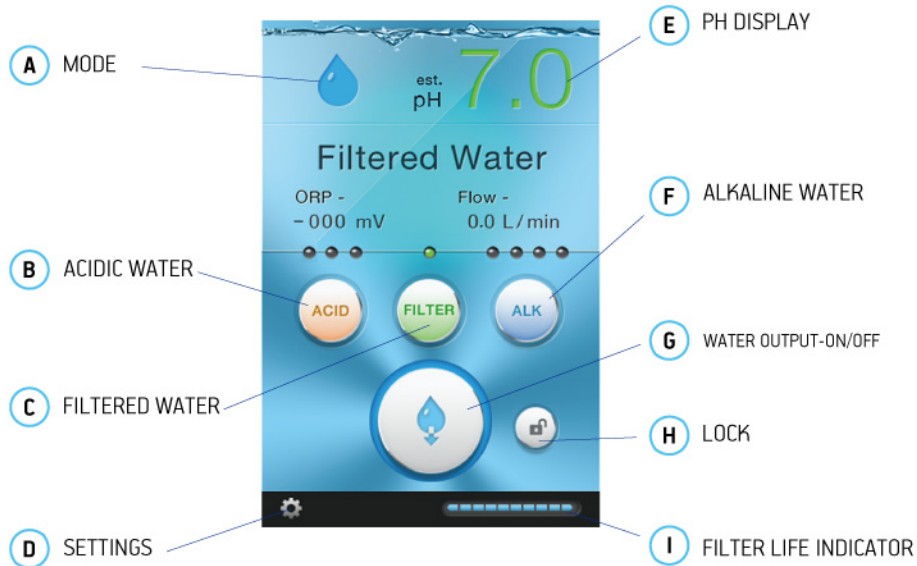 A MODE
B ACIDIC WATER
C FILTERED WATER
D SETTINGS
est.
pH 7.0
Filtered Water
ORP - Flow -
-000 mV 0.0 L/min
ACID FILTER ALK
E PH DISPLAY
F ALKALINE WATER
G WATER OUTPUT-ON/OFF
H LOCK
I FILTER LIFE INDICATOR